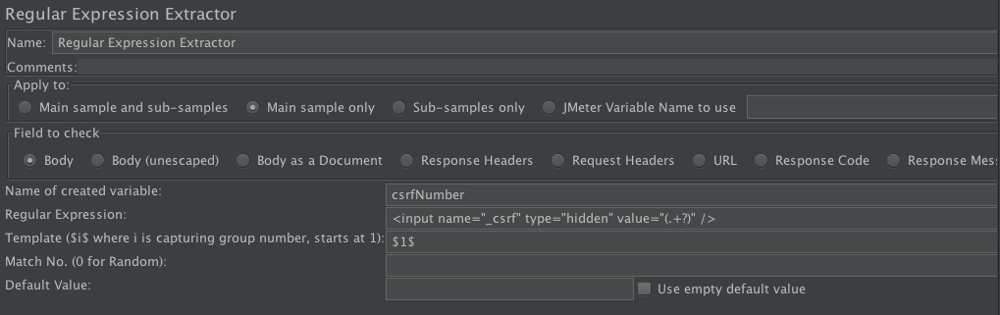 Regular Expression Extractor
Name: Regular Expression Extractor
Comments:
Apply to:
Main sample and sub-samples Main sample only Sub-samples only JMeter Variable Name to use
Field to check
Body Body (unescaped) Body as a Document Response Headers Request Headers URL Response Code Response Mes
Name of created variable: csrfNumber
Regular Expression: <input name="_csrf" type="hidden" value="(.+?)" />
Template ($i$ where i is capturing group number, starts at 1): $1$
Match No. (0 for Random):
Default Value: Use empty default value